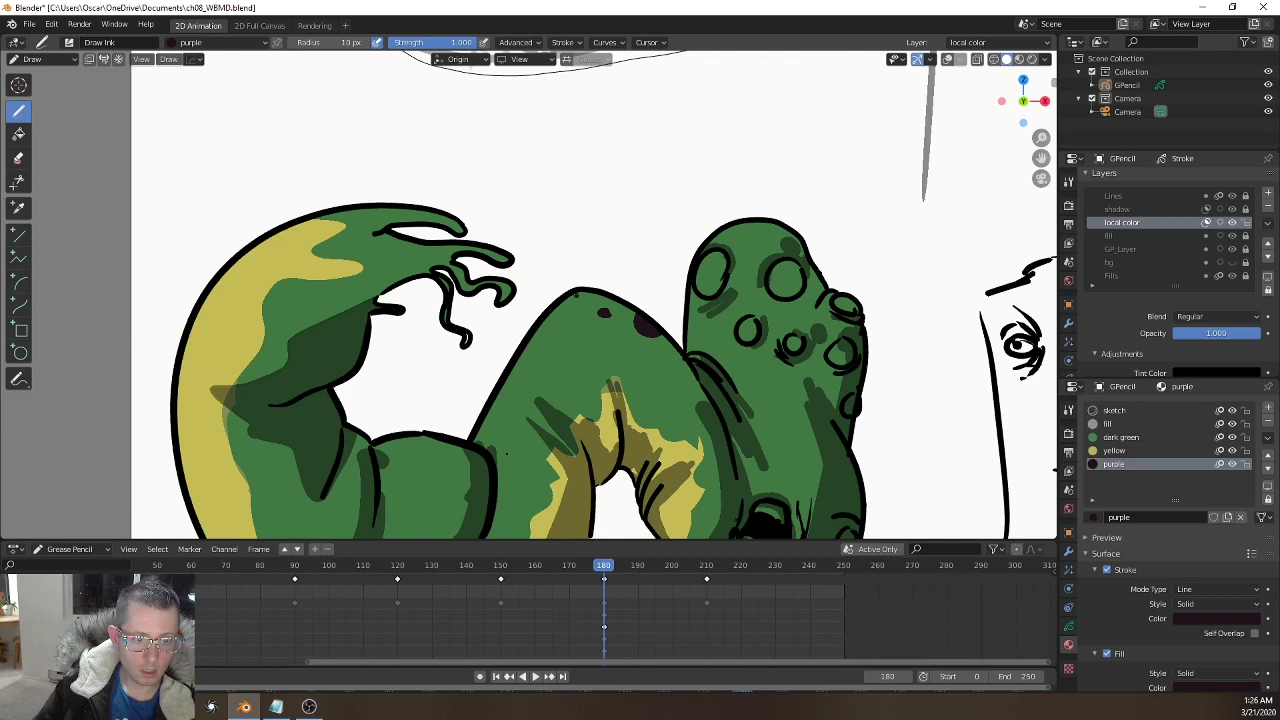 Blender* [C:\Users\Oscar\OneDrive\Documents\ch08_WBMD.blend]
File Edit Render Window Help 2D Animation 2D Full Canvas Rendering + Scene View Layer
Draw Ink purple Radius 10 px Strength 1.000 Advanced Stroke Curves Cursor Layer: local color
Draw View Draw Origin View
Scene Collection
Collection
GPencil
Camera
Camera
Z
Y
X
GPencil Stroke
Layers
Lines
shadow
local color
fill
GP_Layer
bg
Fills
Blend Regular
Opacity 1.000
Adjustments
Tint Color
GPencil purple
sketch
fill
dark green
yellow
purple
purple
Preview
Surface
Stroke
Mode Type Line
Style Solid
Color
Self Overlap
Fill
Style Solid
Color
Grease Pencil View Select Marker Channel Frame Active Only
50 60 70 80 90 100 110 120 130 140 150 160 170 180 190 200 210 220 230 240 250 260 270 280 290 300 310
180 Start 0 End 250
1:26 AM
3/21/2020